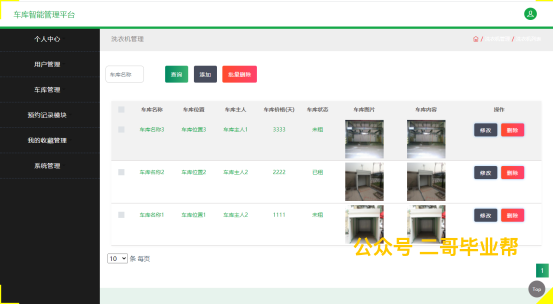 车库智能管理平台
个人中心
用户管理
车库管理
预约记录模块
我的收藏管理
系统管理
洗衣机管理
车库名称 查询 添加 批量删除
车库名称 车库位置 车库主人 车库价格(天) 车库状态 车库图片 车库内容 操作
车库名称3 车库位置3 车库主人1 3333 未租 修改 删除
车库名称2 车库位置2 车库主人2 2222 已租 修改 删除
车库名称1 车库位置1 车库主人2 1111 未租 修改 删除
公众号 二哥毕业帮
10 条 每页
1
Top